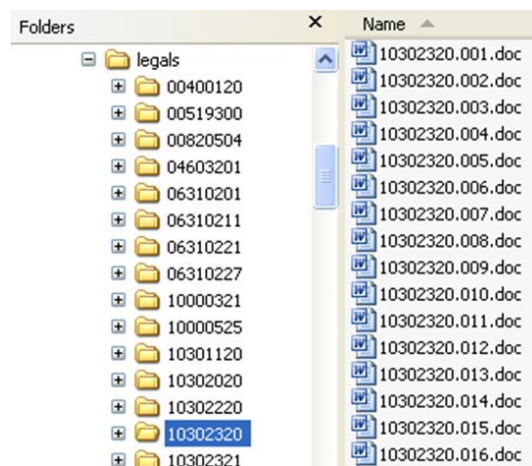 Folders
legals
00400120
00519300
00820504
04603201
06310201
06310211
06310221
06310227
10000321
10000525
10301120
10302020
10302220
10302320
10302321
Name
10302320.001.doc
10302320.002.doc
10302320.003.doc
10302320.004.doc
10302320.005.doc
10302320.006.doc
10302320.007.doc
10302320.008.doc
10302320.009.doc
10302320.010.doc
10302320.011.doc
10302320.012.doc
10302320.013.doc
10302320.014.doc
10302320.015.doc
10302320.016.doc